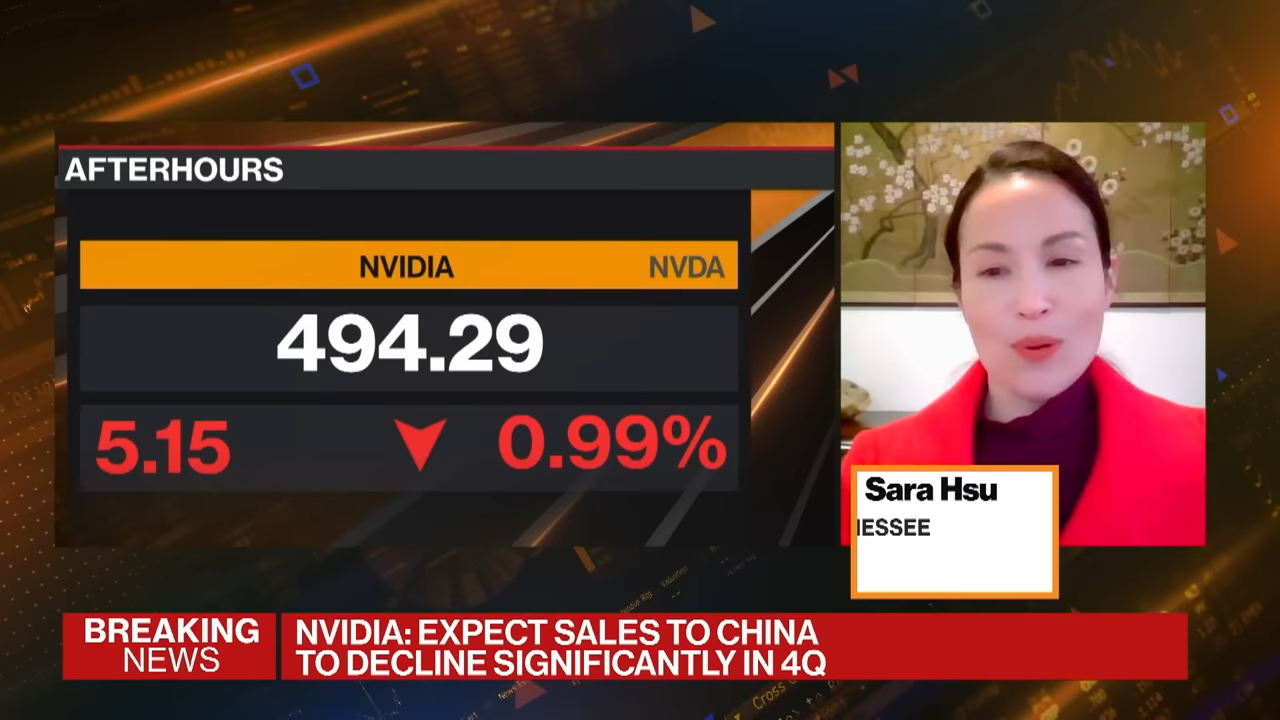 AFTERHOURS
NVIDIA NVDA
494.29
5.15 0.99%
Sara Hsu
IESSEE
BREAKING NEWS
NVIDIA: EXPECT SALES TO CHINA
TO DECLINE SIGNIFICANTLY IN 4Q